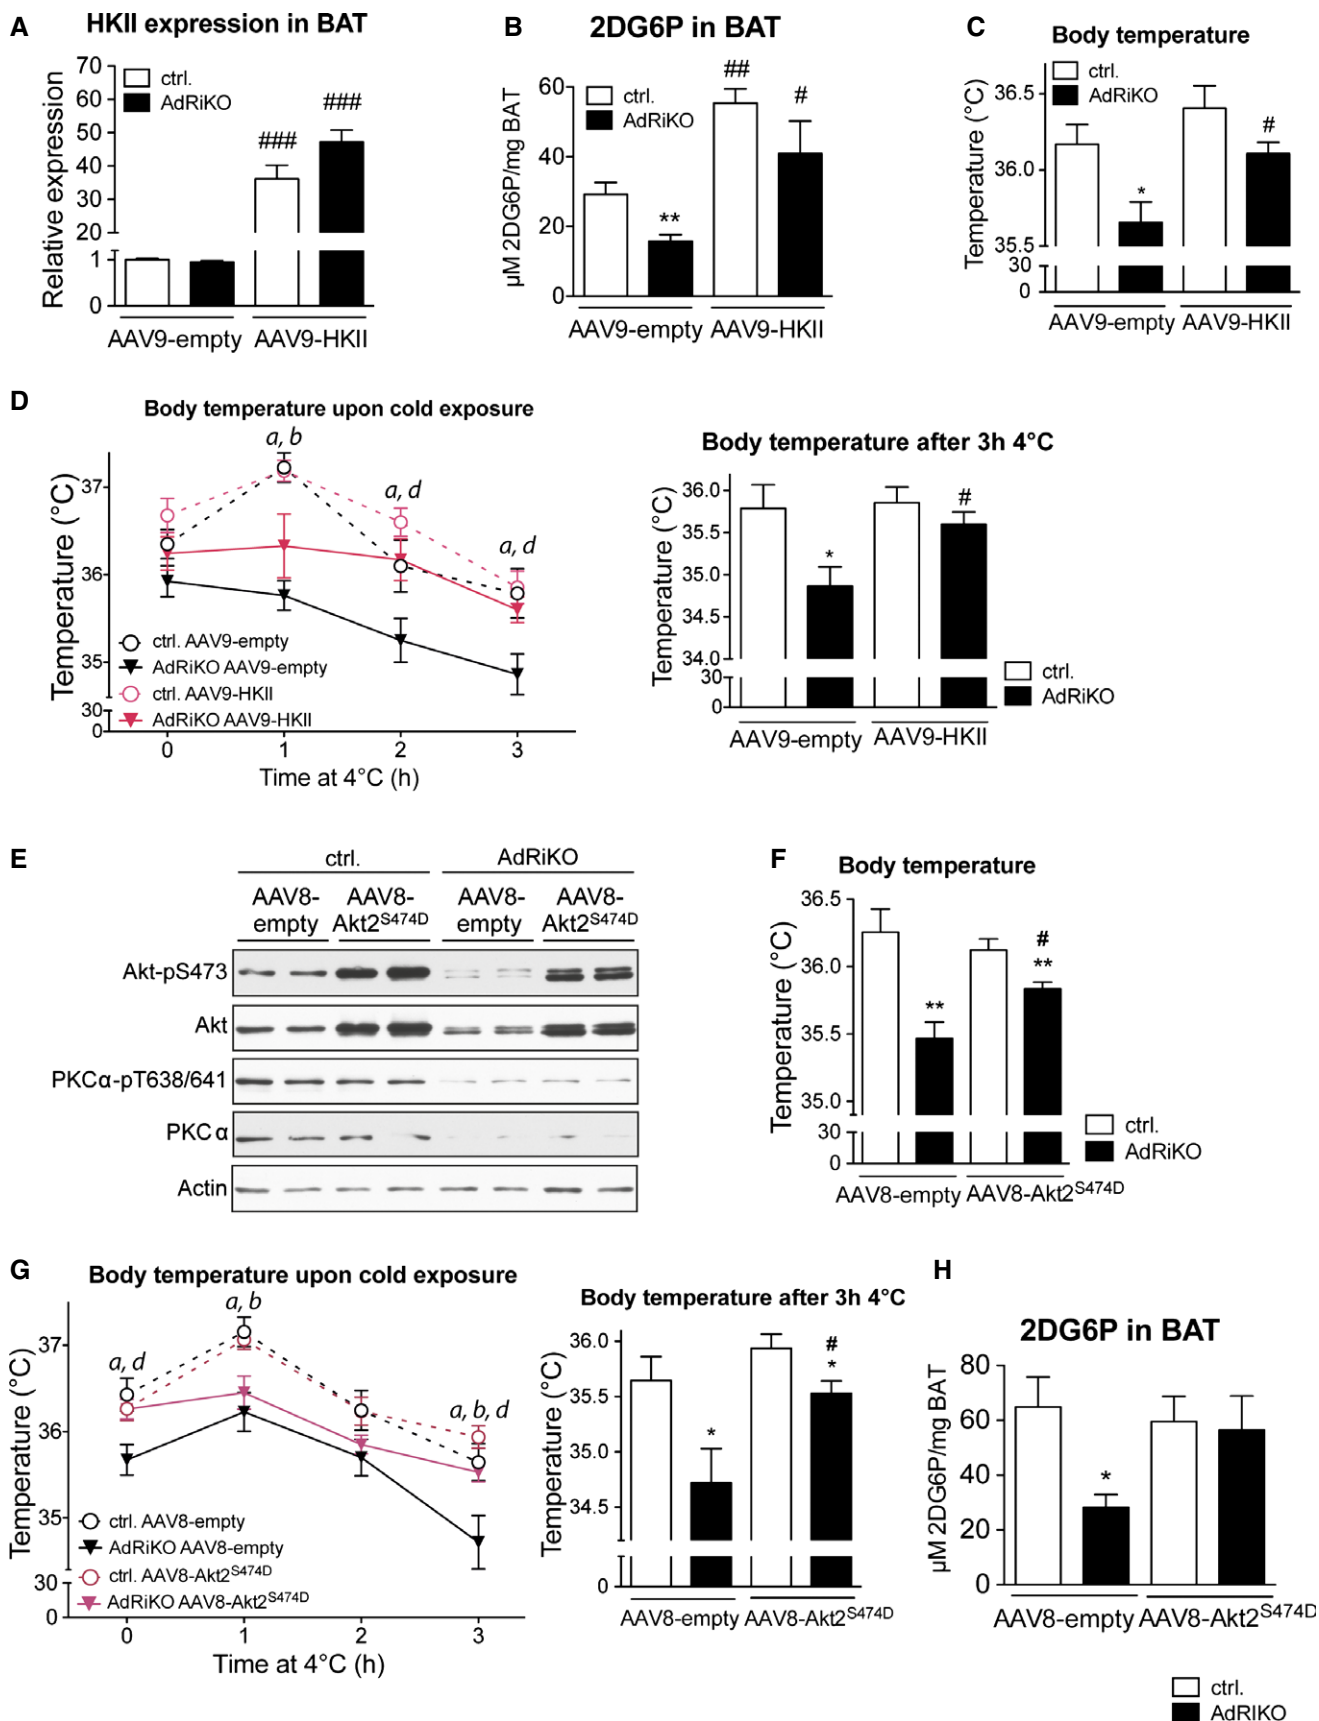 A
HKII expression in BAT
Relative expression
70
60
50
40
30
20
1
0
ctrl.
AdRiKO
###
###
AAV9-empty
AAV9-HKII
B
2DG6P in BAT
µM 2DG6P/mg BAT
60
40
20
0
ctrl.
AdRiKO
**
##
#
AAV9-empty
AAV9-HKII
C
Body temperature
Temperature (°C)
36.5
36.0
35.5
30
0
ctrl.
AdRiKO
*
#
AAV9-empty
AAV9-HKII
D
Body temperature upon cold exposure
Temperature (°C)
37
36
35
30
0
a, b
a, d
a, d
ctrl. AAV9-empty
AdRiKO AAV9-empty
ctrl. AAV9-HKII
AdRiKO AAV9-HKII
0 1 2 3
Time at 4°C (h)
Body temperature after 3h 4°C
Temperature (°C)
36.0
35.5
35.0
34.5
34.0
30
0
*
#
ctrl.
AdRiKO
AAV9-empty
AAV9-HKII
E
ctrl.
AdRiKO
AAV8-empty
AAV8-Akt2S474D
AAV8-empty
AAV8-Akt2S474D
Akt-pS473
Akt
PKCα-pT638/641
PKCα
Actin
F
Body temperature
Temperature (°C)
36.5
36.0
35.5
35.0
30
0
**
#
**
ctrl.
AdRiKO
AAV8-empty
AAV8-Akt2S474D
G
Body temperature upon cold exposure
Temperature (°C)
37
36
35
30
0
a, d
a, b
a, b, d
ctrl. AAV8-empty
AdRiKO AAV8-empty
ctrl. AAV8-Akt2S474D
AdRiKO AAV8-Akt2S474D
0 1 2 3
Time at 4°C (h)
Body temperature after 3h 4°C
Temperature (°C)
36.0
35.5
35.0
34.5
0
*
#
*
AAV8-empty
AAV8-Akt2S474D
H
2DG6P in BAT
µM 2DG6P/mg BAT
80
60
40
20
0
*
AAV8-empty
AAV8-Akt2S474D
ctrl.
AdRIKO